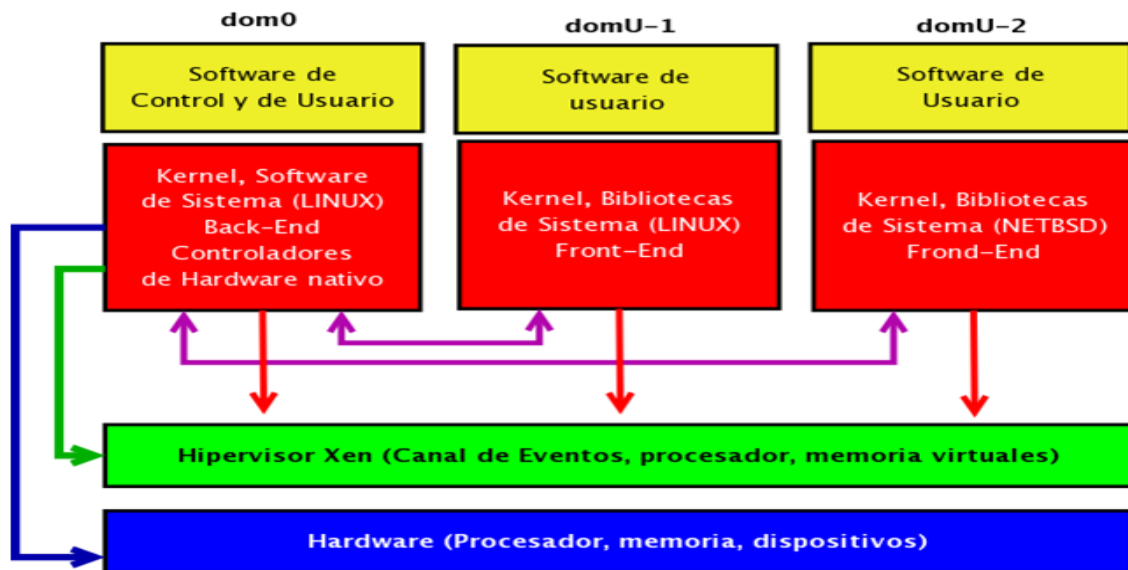 dom0
domU-1
domU-2
Software de
Control y de Usuario
Software de
usuario
Software de
Usuario
Kernel, Software
de Sistema (LINUX)
Back-End
Controladores
de Hardware nativo
Kernel, Bibliotecas
de Sistema (LINUX)
Front-End
Kernel, Bibliotecas
de Sistema (NETBSD)
Frond-End
Hipervisor Xen (Canal de Eventos, procesador, memoria virtuales)
Hardware (Procesador, memoria, dispositivos)